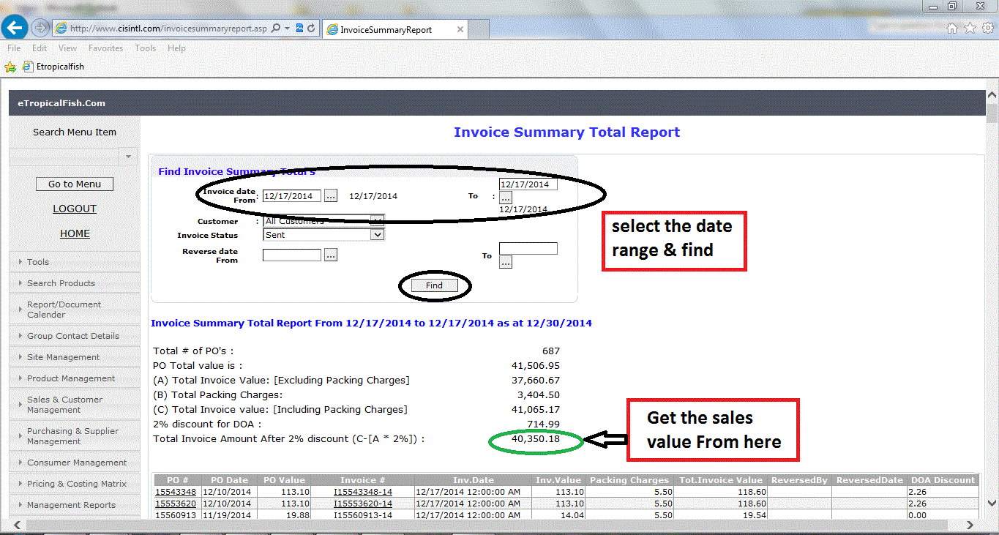 http://www.cisintl.com/invoicesummaryreport.asp
InvoiceSummaryReport
File Edit View Favorites Tools Help
Etropicalfish
eTropicalFish.Com
Search Menu Item
Go to Menu
LOGOUT
HOME
Tools
Search Products
Report/Document
Calender
Group Contact Details
Site Management
Product Management
Sales & Customer
Management
Purchasing & Supplier
Management
Consumer Management
Pricing & Costing Matrix
Management Reports
Invoice Summary Total Report
Find Invoice Summary Total's
Invoice date
From : 12/17/2014 ... 12/17/2014 To : 12/17/2014 ...
12/17/2014
Customer : All Customers
Invoice Status Sent
Reverse date
From ... To ...
Find
select the date
range & find
Invoice Summary Total Report From 12/17/2014 to 12/17/2014 as at 12/30/2014
Total # of PO's : 687
PO Total value is : 41,506.95
(A) Total Invoice Value: [Excluding Packing Charges] 37,660.67
(B) Total Packing Charges: 3,404.50
(C) Total Invoice value: [Including Packing Charges] 41,065.17
2% discount for DOA : 714.99
Total Invoice Amount After 2% discount (C-[A * 2%]) : 40,350.18
Get the sales
value From here
PO # PO Date PO Value Invoice # Inv.Date Inv.Value Packing Charges Tot.Invoice Value ReversedBy ReversedDate DOA Discount
15543348 12/10/2014 113.10 I15543348-14 12/17/2014 12:00:00 AM 113.10 5.50 118.60 2.26
15553620 12/10/2014 113.10 I15553620-14 12/17/2014 12:00:00 AM 113.10 5.50 118.60 2.26
15560913 11/19/2014 19.88 I15560913-14 12/17/2014 12:00:00 AM 14.04 5.50 19.54 0.00